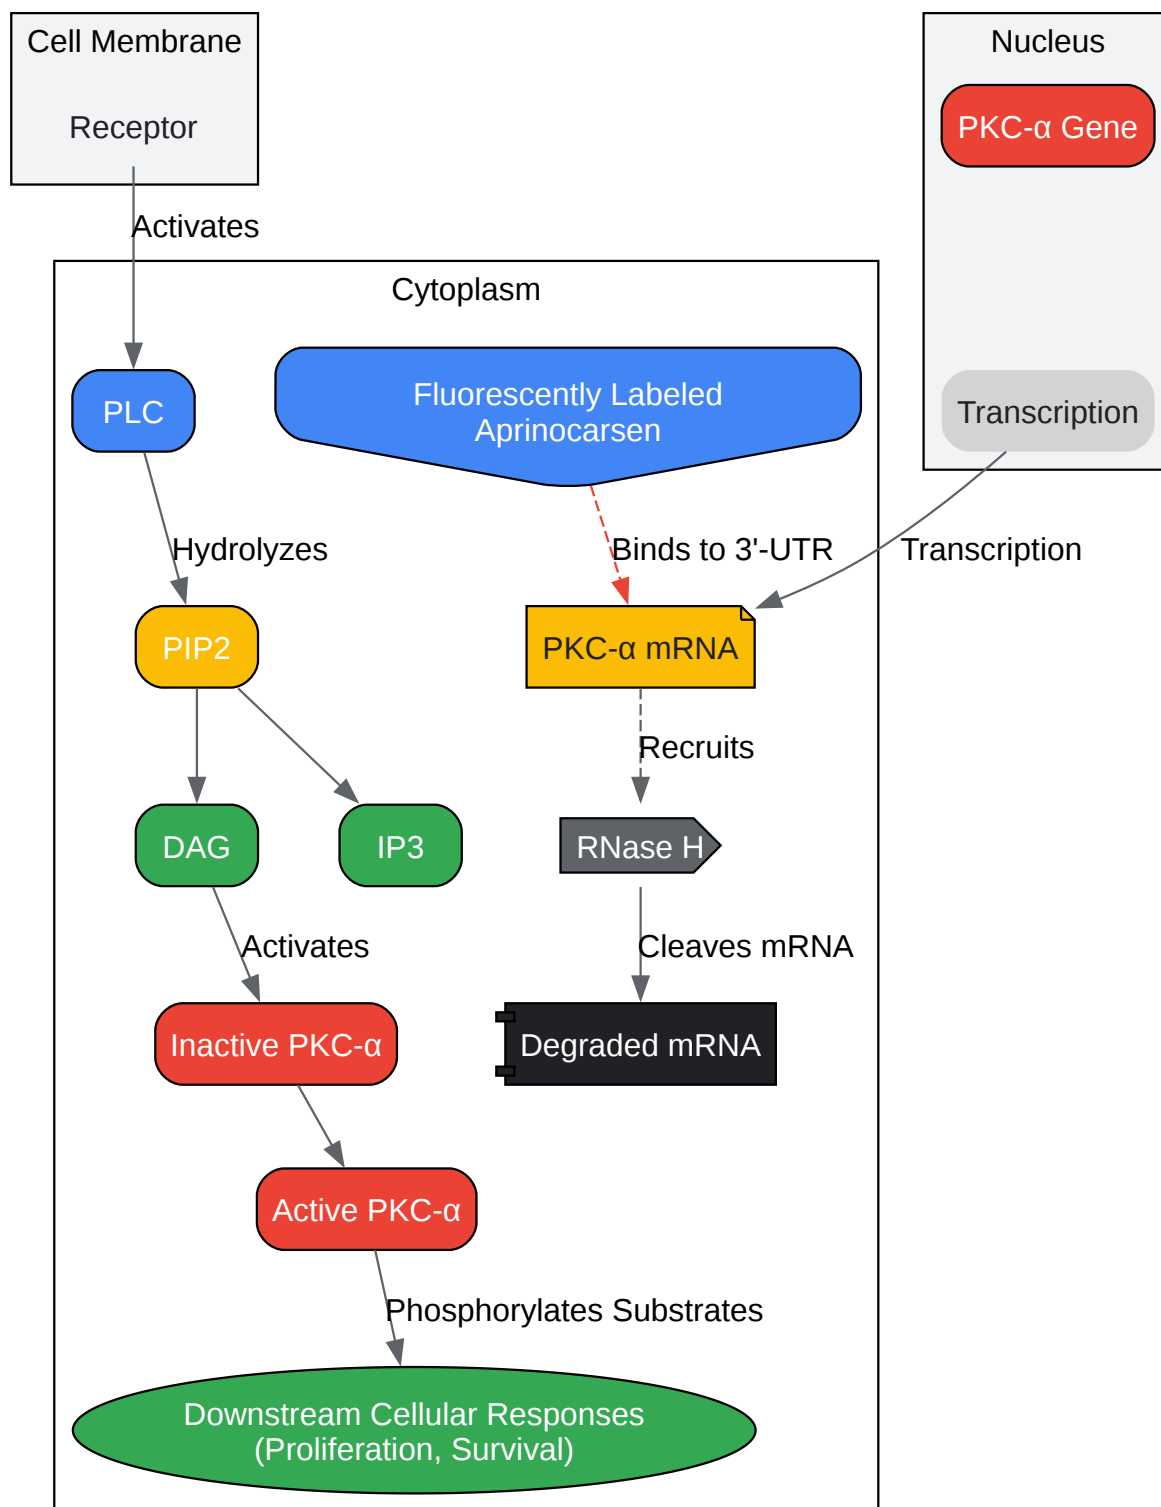 Cell Membrane
Nucleus
Receptor
PKC-α Gene
Activates
Cytoplasm
PLC
Fluorescently Labeled
Aprinocarsen
Transcription
Hydrolyzes
Binds to 3'-UTR
Transcription
PIP2
PKC-α mRNA
Recruits
DAG
IP3
RNase H
Activates
Cleaves mRNA
Inactive PKC-α
Degraded mRNA
Active PKC-α
Phosphorylates Substrates
Downstream Cellular Responses
(Proliferation, Survival)